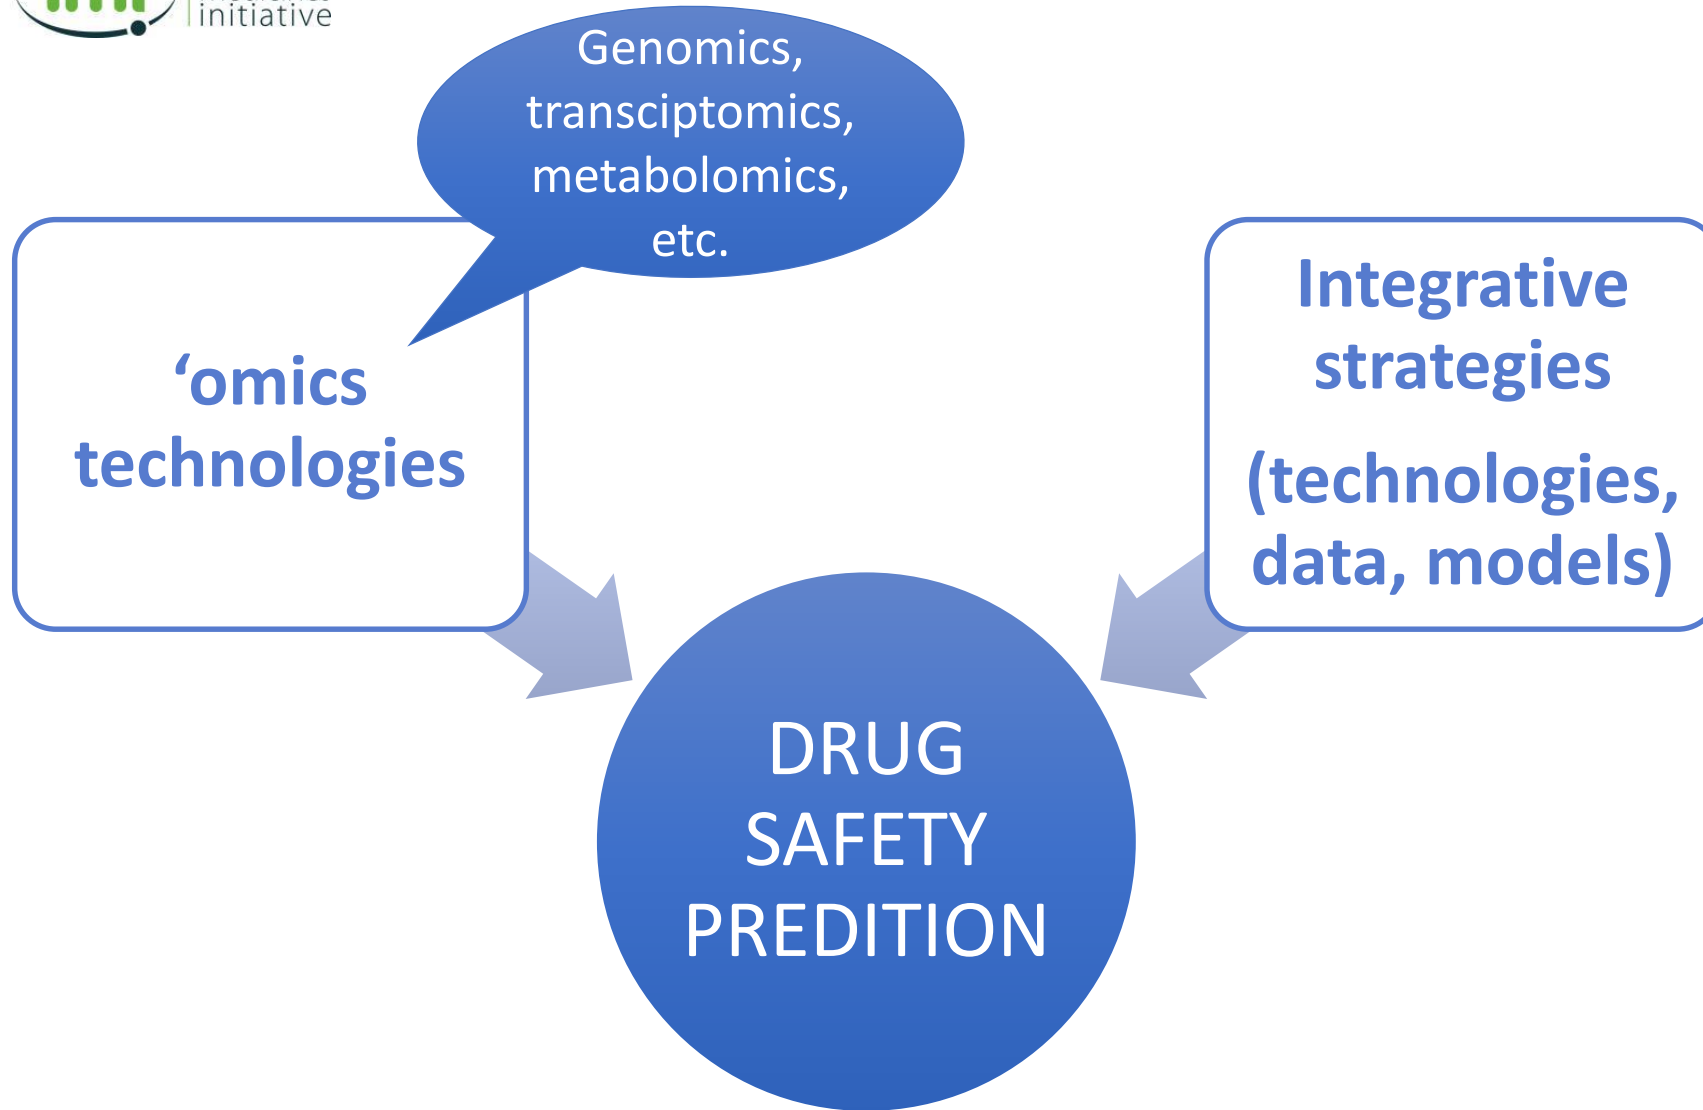 initiative
Genomics,
transciptomics,
metabolomics,
etc.
‘omics
technologies
Integrative
strategies
(technologies,
data, models)
DRUG
SAFETY
PREDITION